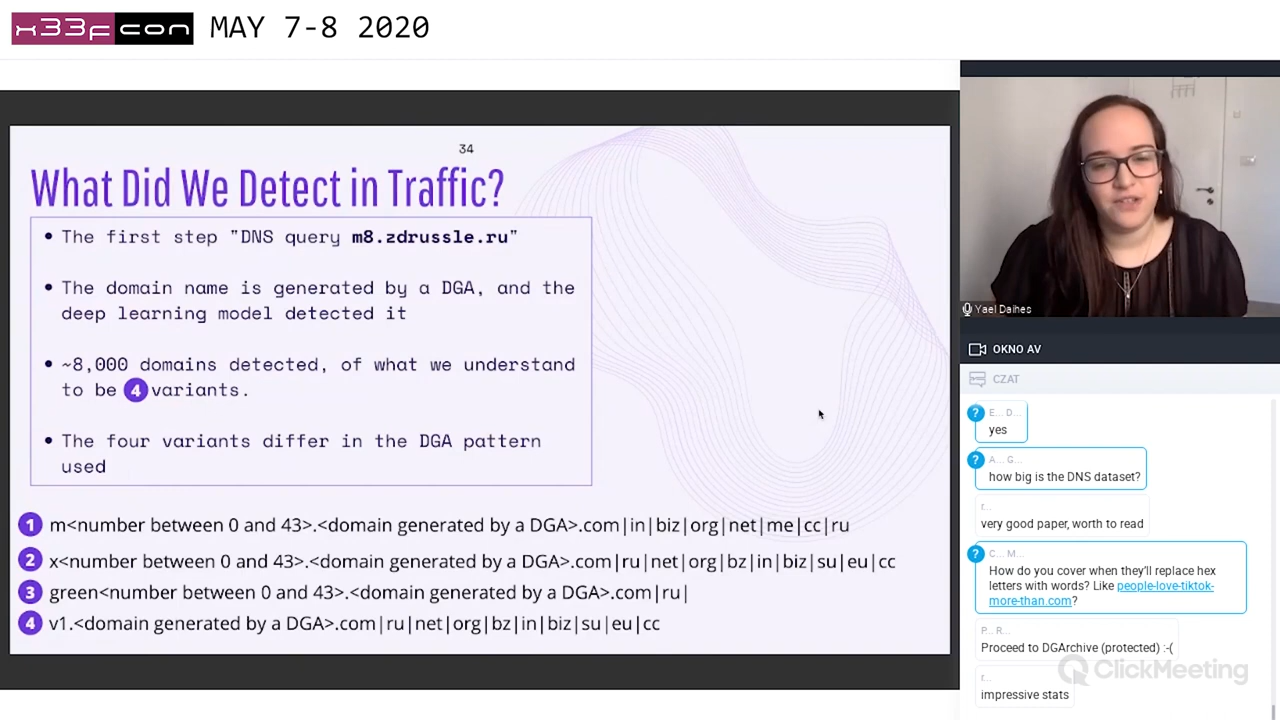 x33fcon MAY 7-8 2020
34
What Did We Detect in Traffic?
• The first step "DNS query m8.zdrussle.ru"
• The domain name is generated by a DGA, and the
deep learning model detected it
• ~8,000 domains detected, of what we understand
to be 4 variants.
• The four variants differ in the DGA pattern
used
1 m<number between 0 and 43>.<domain generated by a DGA>.com|in|biz|org|net|me|cc|ru
2 x<number between 0 and 43>.<domain generated by a DGA>.com|ru|net|org|bz|in|biz|su|eu|cc
3 green<number between 0 and 43>.<domain generated by a DGA>.com|ru|
4 v1.<domain generated by a DGA>.com|ru|net|org|bz|in|biz|su|eu|cc
Yael Daihes
OKNO AV
CZAT
? E... D...
yes
? A... G...
how big is the DNS dataset?
r...
very good paper, worth to read
? C... M...
How do you cover when they'll replace hex
letters with words? Like people-love-tiktok-
more-than.com?
P... R...
Proceed to DGArchive (protected) :-(
ClickMeeting
r...
impressive stats